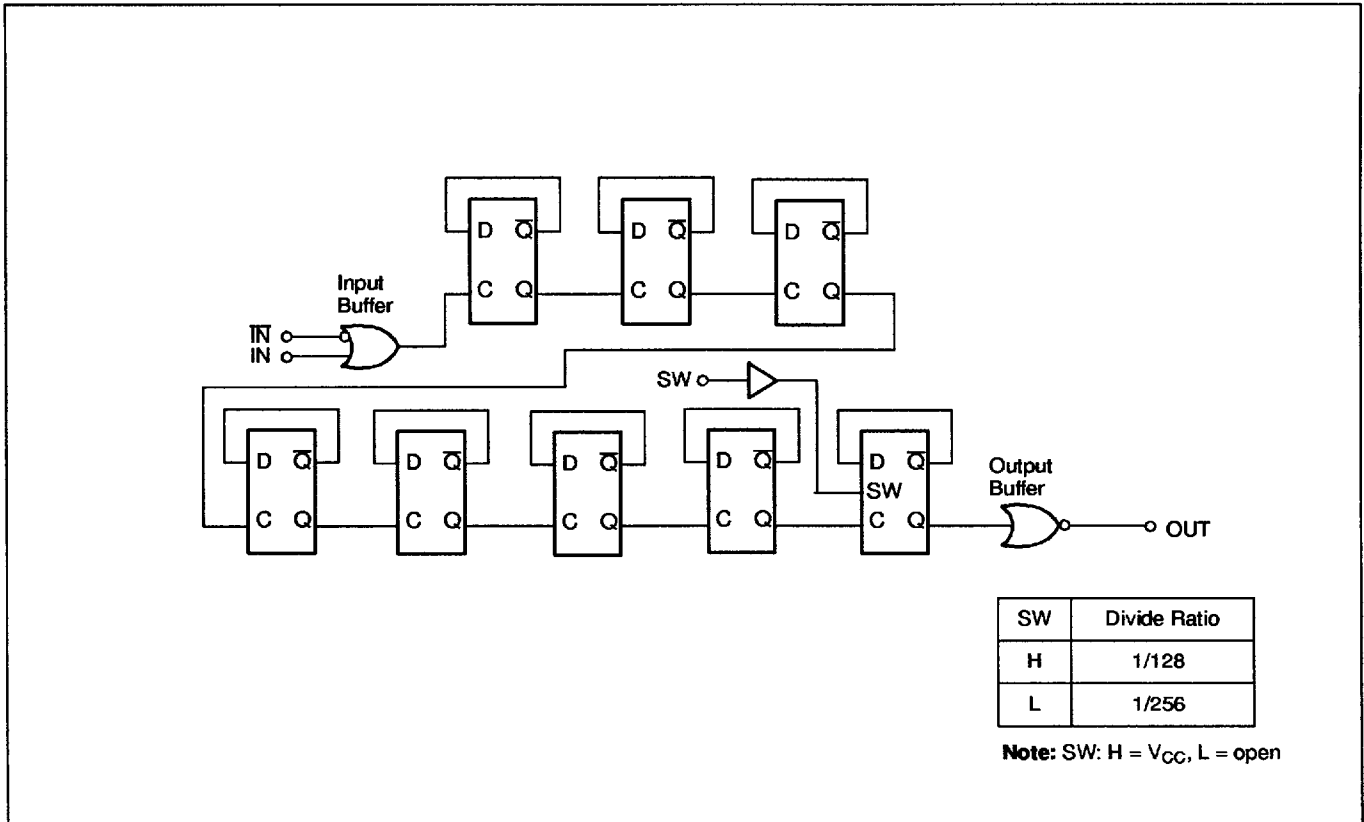 D Q̅ D Q̅ D Q̅
Input
Buffer
C Q C Q C Q
I̅N̅
IN
SW
D Q̅ D Q̅ D Q̅ D Q̅ D Q̅
SW
C Q C Q C Q C Q C Q
Output
Buffer
OUT
SW Divide Ratio
H 1/128
L 1/256
Note: SW: H = VCC, L = open